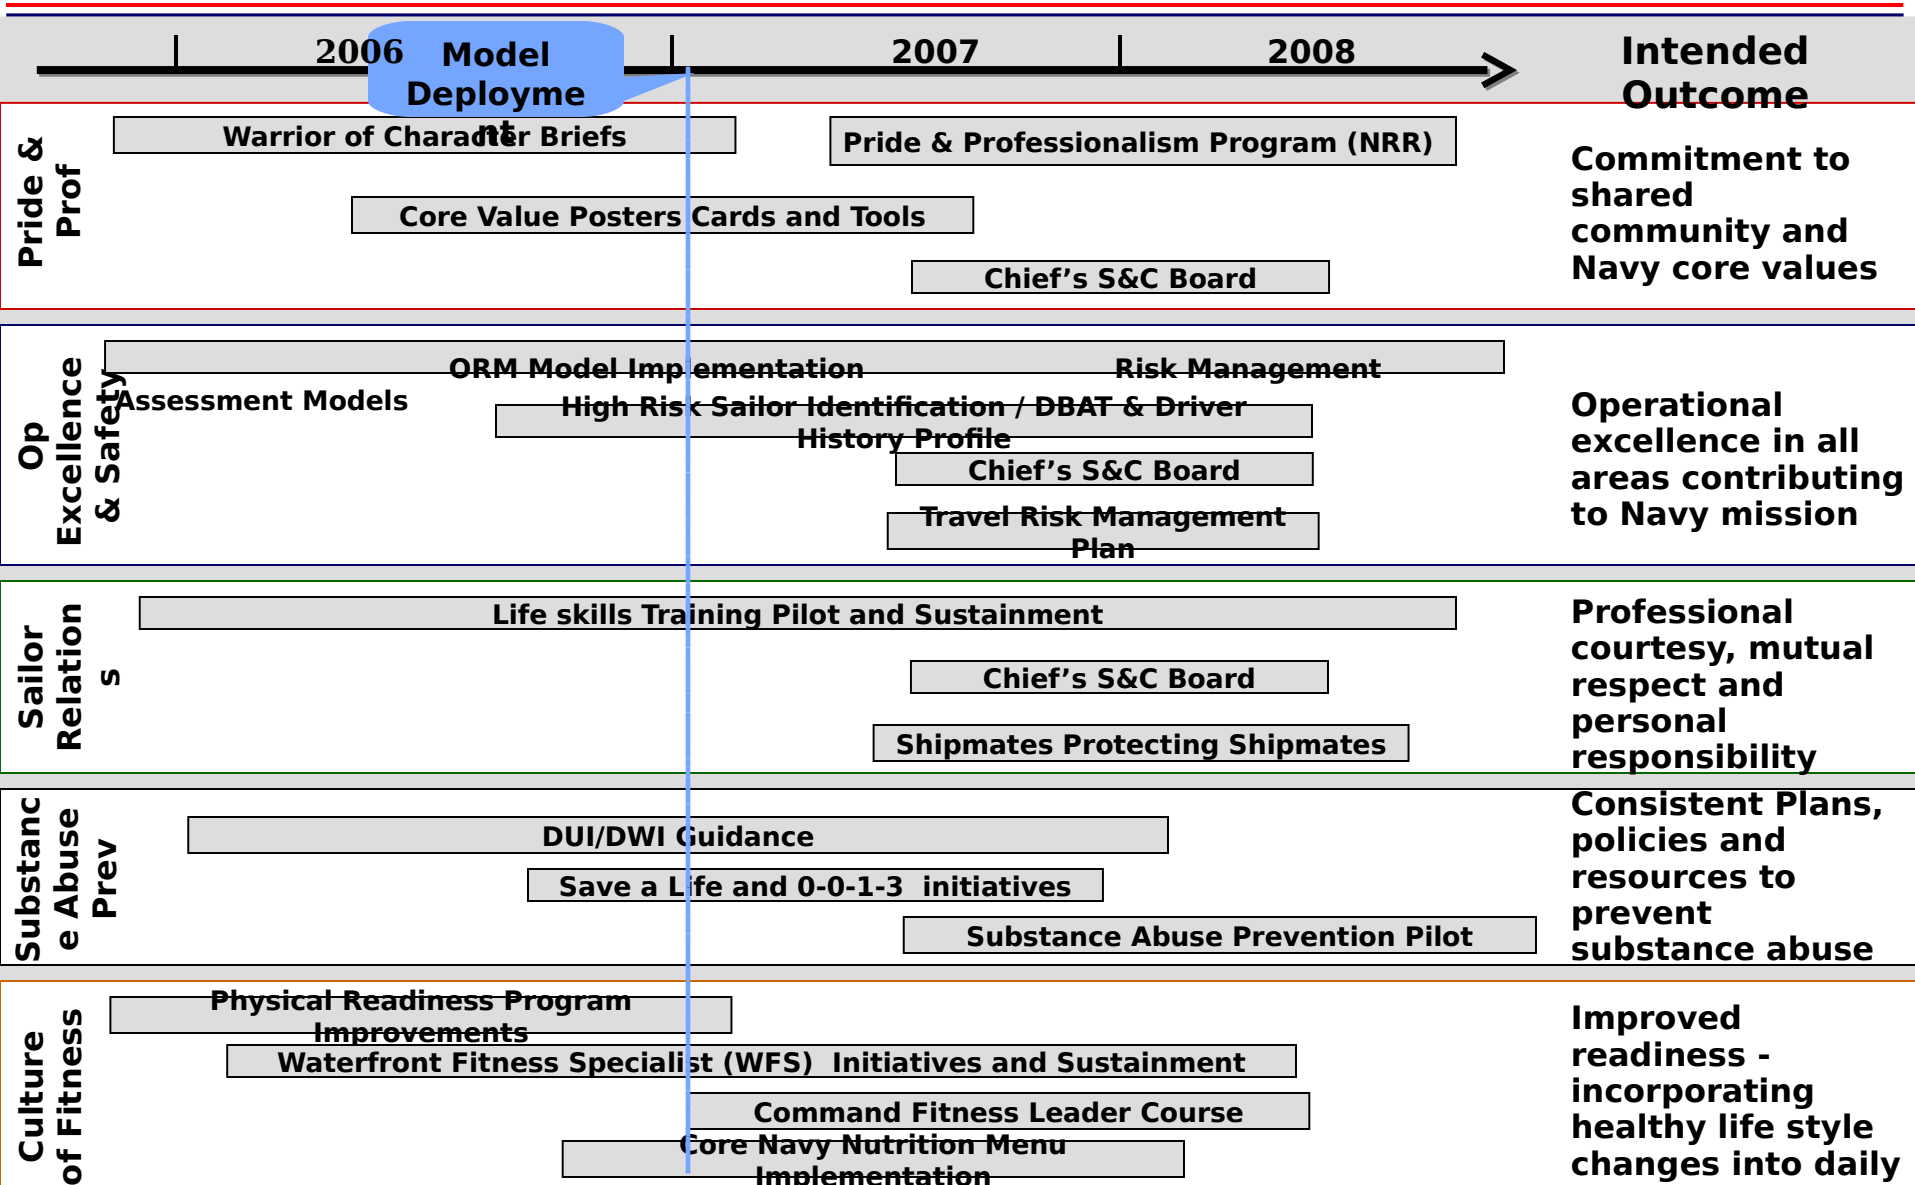 2006
Model
Deployme
nt
2007
2008
Intended
Outcome
Pride &
Prof
Warrior of Character Briefs
Pride & Professionalism Program (NRR)
Core Value Posters Cards and Tools
Chief’s S&C Board
Commitment to
shared
community and
Navy core values
Op
Excellence
& Safety
ORM Model Implementation Risk Management
Assessment Models
High Risk Sailor Identification / DBAT & Driver
History Profile
Chief’s S&C Board
Travel Risk Management
Plan
Operational
excellence in all
areas contributing
to Navy mission
Sailor
Relation
s
Life skills Training Pilot and Sustainment
Chief’s S&C Board
Shipmates Protecting Shipmates
Professional
courtesy, mutual
respect and
personal
responsibility
Substanc
e Abuse
Prev
DUI/DWI Guidance
Save a Life and 0-0-1-3 initiatives
Substance Abuse Prevention Pilot
Consistent Plans,
policies and
resources to
prevent
substance abuse
Culture
of Fitness
Physical Readiness Program
Improvements
Waterfront Fitness Specialist (WFS) Initiatives and Sustainment
Command Fitness Leader Course
Core Navy Nutrition Menu
Implementation
Improved
readiness -
incorporating
healthy life style
changes into daily